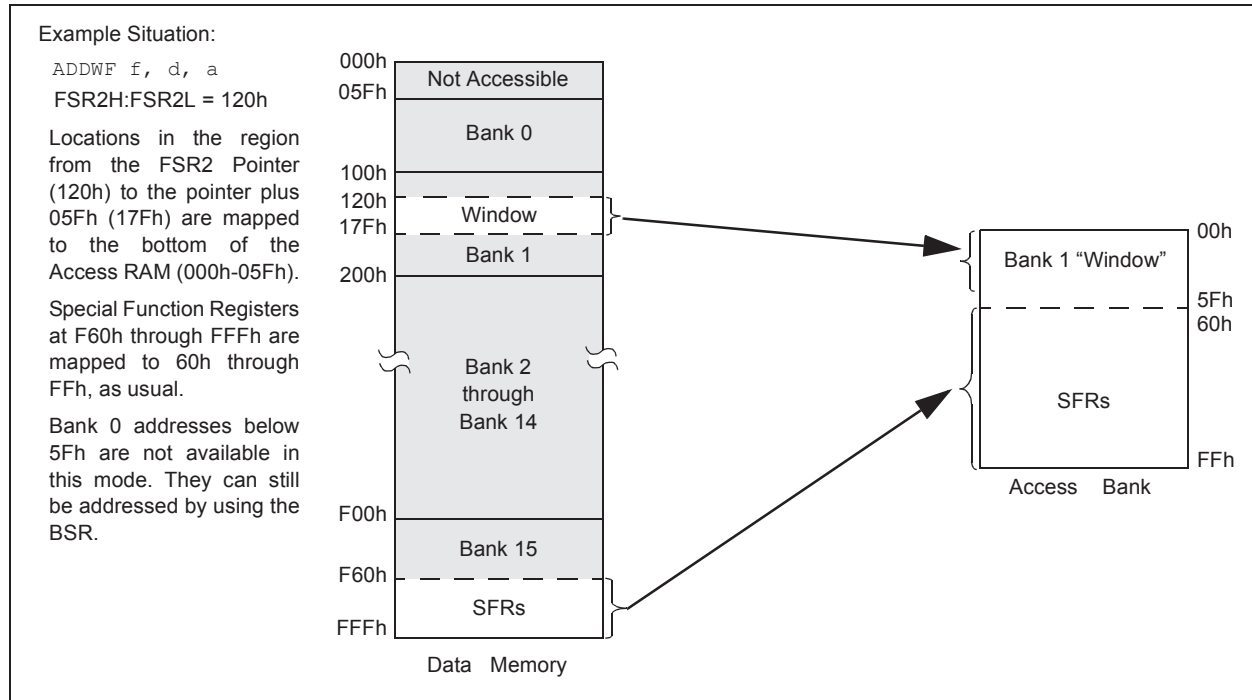 Example Situation:
ADDWF f, d, a
FSR2H:FSR2L = 120h
Locations in the region
from the FSR2 Pointer
(120h) to the pointer plus
05Fh (17Fh) are mapped
to the bottom of the
Access RAM (000h-05Fh).
Special Function Registers
at F60h through FFFh are
mapped to 60h through
FFh, as usual.
Bank 0 addresses below
5Fh are not available in
this mode. They can still
be addressed by using the
BSR.
000h
Not Accessible
05Fh
Bank 0
100h
120h
Window
17Fh
Bank 1
200h
Bank 2
through
Bank 14
F00h
Bank 15
F60h
SFRs
FFFh
Data Memory
00h
Bank 1 “Window”
5Fh
60h
SFRs
FFh
Access Bank